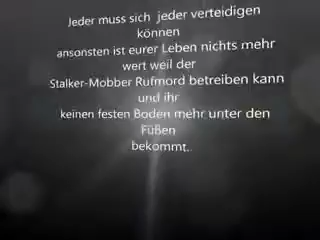 Jeder muss sich jeder verteidigen
können
ansonsten ist eurer Leben nichts mehr
wert weil der
Stalker-Mobber Rufmord betreiben kann
und ihr
keinen festen Boden mehr unter den
Füßen
bekommt.